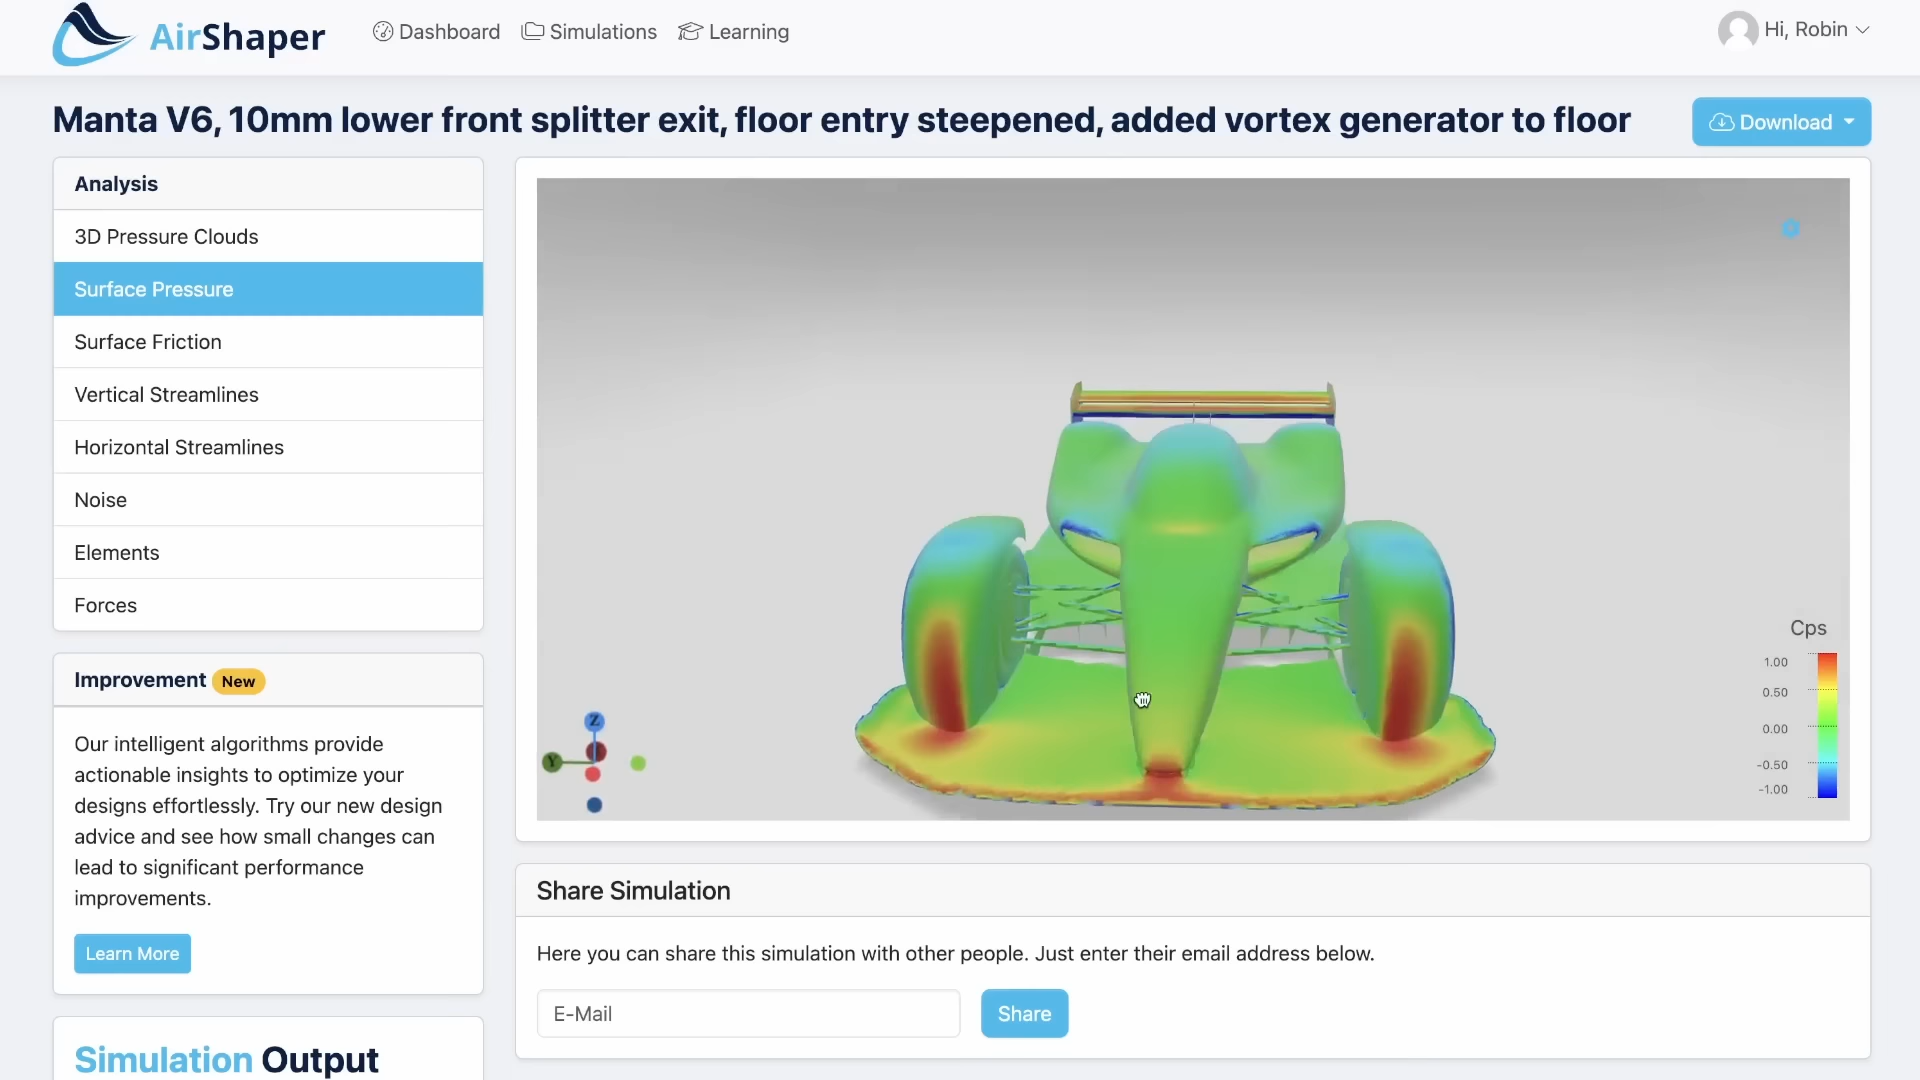 AirShaper
Dashboard
Simulations
Learning
Hi, Robin
Manta V6, 10mm lower front splitter exit, floor entry steepened, added vortex generator to floor
Download
Analysis
3D Pressure Clouds
Surface Pressure
Surface Friction
Vertical Streamlines
Horizontal Streamlines
Noise
Elements
Forces
Improvement New
Our intelligent algorithms provide
actionable insights to optimize your
designs effortlessly. Try our new design
advice and see how small changes can
lead to significant performance
improvements.
Learn More
Simulation Output
Z
Y
Cps
1.00
0.50
0.00
-0.50
-1.00
Share Simulation
Here you can share this simulation with other people. Just enter their email address below.
E-Mail
Share